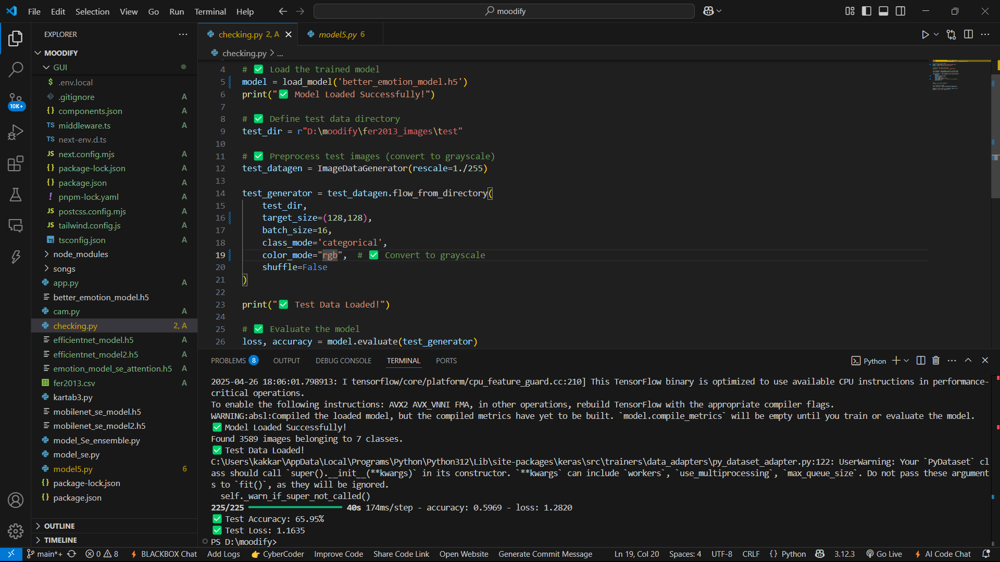 File Edit Selection View Go Run Terminal Help
moodify
EXPLORER
MOODIFY
GUI
.env.local
.gitignore A
components.json A
TS middleware.ts A
TS next-env.d.ts
JS next.config.mjs A
package-lock.json A
package.json A
pnpm-lock.yaml A
JS postcss.config.mjs A
JS tailwind.config.js A
TS tsconfig.json A
node_modules
songs
app.py A
better_emotion_model.h5
cam.py A
checking.py 2, A
efficientnet_model.h5 A
efficientnet_model2.h5 A
emotion_model_se_attention.h5 A
fer2013.csv A
kartab3.py
mobilenet_se_model.h5
mobilenet_se_model2.h5
model_Se_ensemble.py
model_se.py
model5.py 6
package-lock.json
package.json
OUTLINE
TIMELINE
10K+
checking.py 2, A
model5.py 6
checking.py > ...
4 # ✅ Load the trained model
5 model = load_model('better_emotion_model.h5')
6 print("✅ Model Loaded Successfully!")
7
8 # ✅ Define test data directory
9 test_dir = r"D:\moodify\fer2013_images\test"
10
11 # ✅ Preprocess test images (convert to grayscale)
12 test_datagen = ImageDataGenerator(rescale=1./255)
13
14 test_generator = test_datagen.flow_from_directory(
15 test_dir,
16 target_size=(128,128),
17 batch_size=16,
18 class_mode='categorical',
19 color_mode="rgb", # ✅ Convert to grayscale
20 shuffle=False
21 )
22
23 print("✅ Test Data Loaded!")
24
25 # ✅ Evaluate the model
26 loss, accuracy = model.evaluate(test_generator)
PROBLEMS 8 OUTPUT DEBUG CONSOLE TERMINAL PORTS
Python
2025-04-26 18:06:01.798913: I tensorflow/core/platform/cpu_feature_guard.cc:210] This TensorFlow binary is optimized to use available CPU instructions in performance-
critical operations.
To enable the following instructions: AVX2 AVX_VNNI FMA, in other operations, rebuild TensorFlow with the appropriate compiler flags.
WARNING:absl:Compiled the loaded model, but the compiled metrics have yet to be built. `model.compile_metrics` will be empty until you train or evaluate the model.
✅ Model Loaded Successfully!
Found 3589 images belonging to 7 classes.
✅ Test Data Loaded!
C:\Users\kakkar\AppData\Local\Programs\Python\Python312\Lib\site-packages\keras\src\trainers\data_adapters\py_dataset_adapter.py:122: UserWarning: Your `PyDataset` cl
ass should call `super().__init__(**kwargs)` in its constructor. `**kwargs` can include `workers`, `use_multiprocessing`, `max_queue_size`. Do not pass these argument
s to `fit()`, as they will be ignored.
self._warn_if_super_not_called()
225/225 40s 174ms/step - accuracy: 0.5969 - loss: 1.2820
✅ Test Accuracy: 65.95%
✅ Test Loss: 1.1635
PS D:\moodify>
main*+ 0 8 BLACKBOX Chat Add Logs 👉 CyberCoder Improve Code Share Code Link Open Website Generate Commit Message Ln 19, Col 20 Spaces: 4 UTF-8 CRLF {} Python 3.12.3 Go Live AI Code Chat